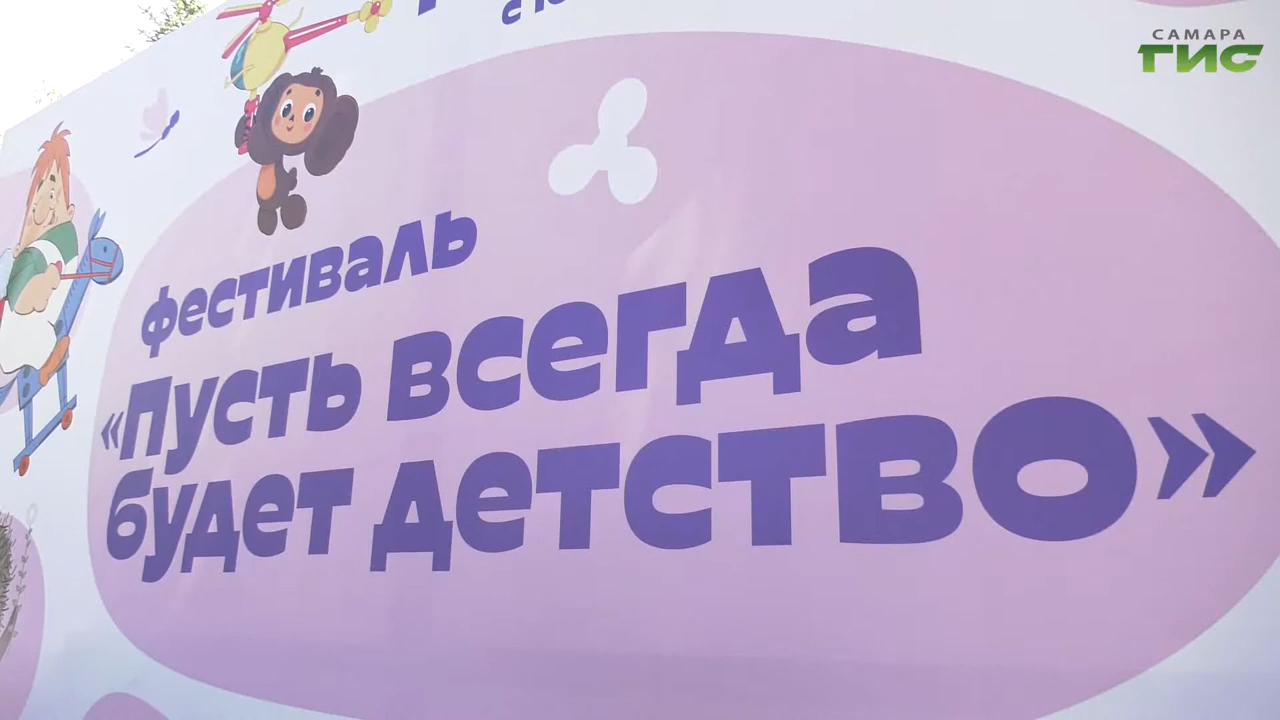 САМАРА
ГИС
фестиваль
«Пусть всегда
будет детство»